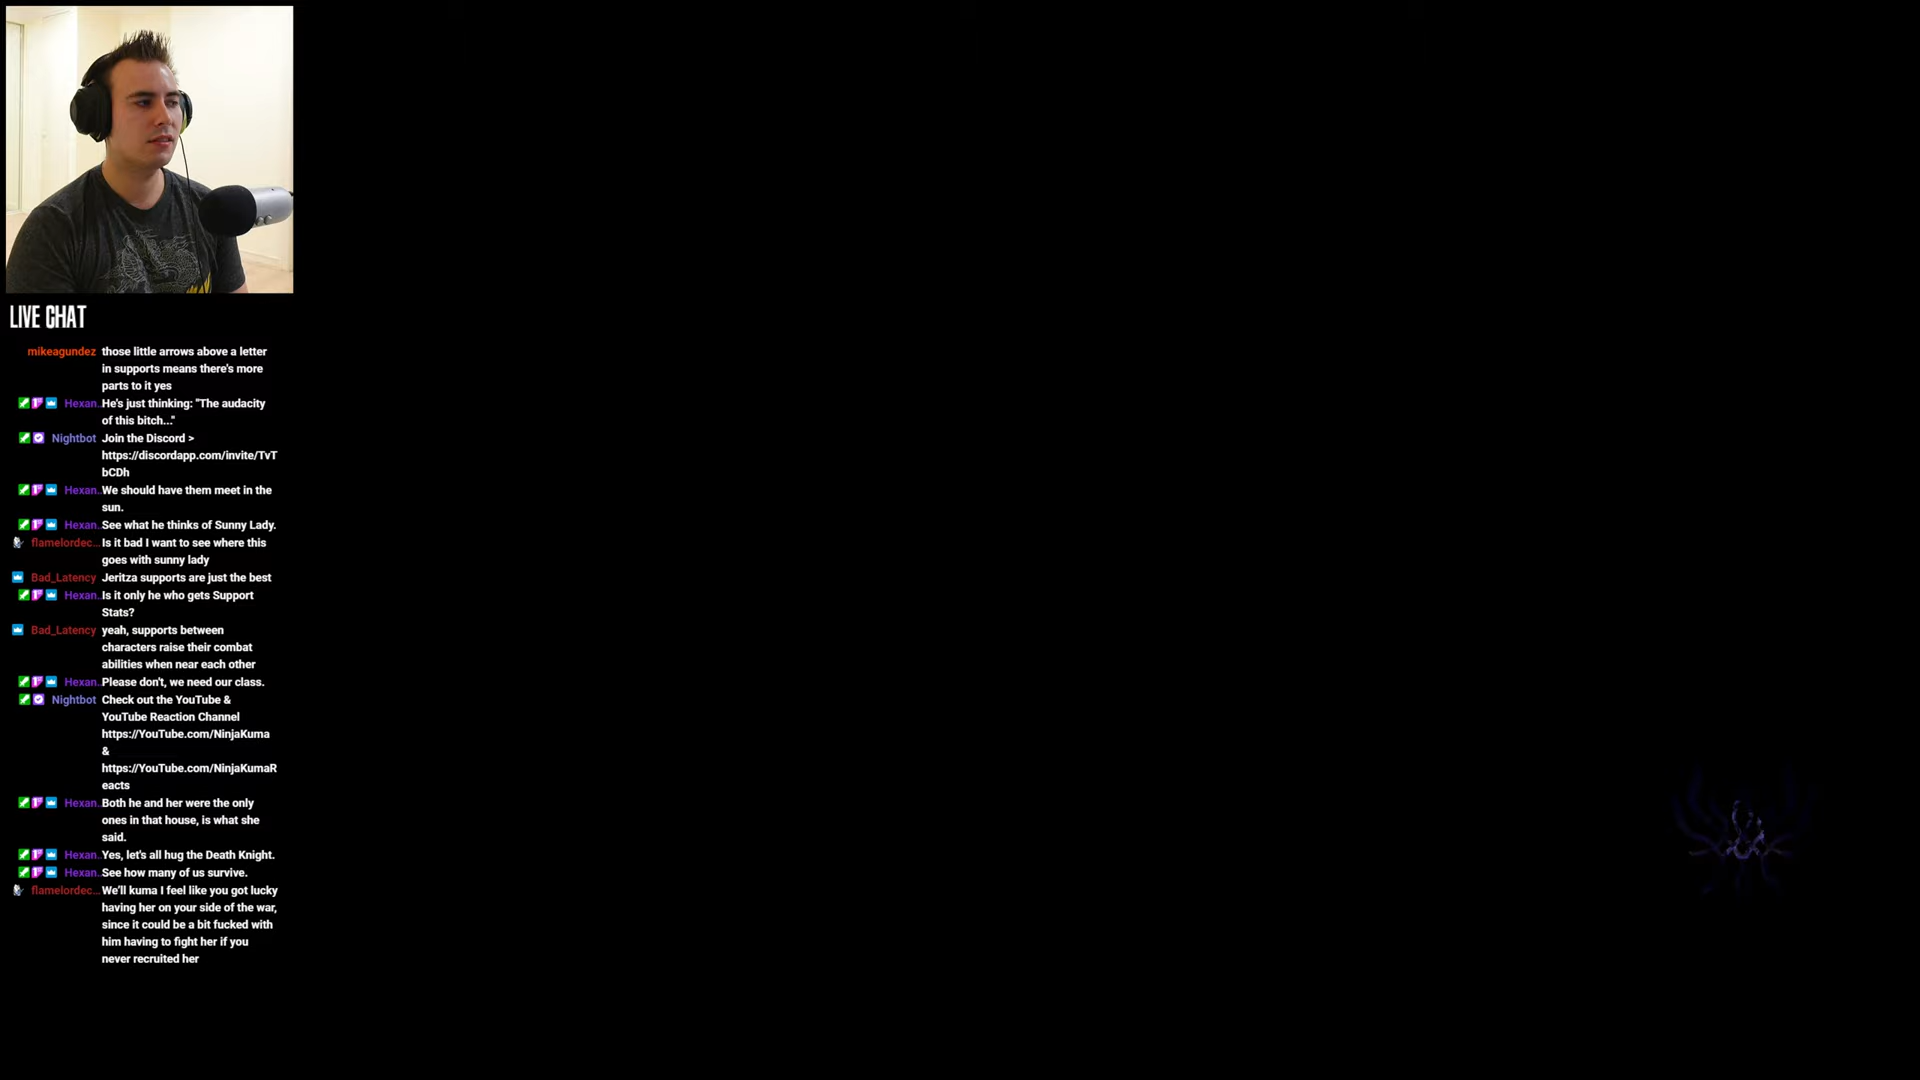 LIVE CHAT
mikeagundez those little arrows above a letter
in supports means there's more
parts to it yes
Hexan.. He's just thinking: "The audacity
of this bitch..."
Nightbot Join the Discord >
https://discordapp.com/invite/TvT
bCDh
Hexan.. We should have them meet in the
sun.
Hexan.. See what he thinks of Sunny Lady.
flamelordec... Is it bad I want to see where this
goes with sunny lady
Bad_Latency Jeritza supports are just the best
Hexan.. Is it only he who gets Support
Stats?
Bad_Latency yeah, supports between
characters raise their combat
abilities when near each other
Hexan.. Please don't, we need our class.
Nightbot Check out the YouTube &
YouTube Reaction Channel
https://YouTube.com/NinjaKuma
&
https://YouTube.com/NinjaKumaR
eacts
Hexan.. Both he and her were the only
ones in that house, is what she
said.
Hexan.. Yes, let's all hug the Death Knight.
Hexan.. See how many of us survive.
flamelordec... We'll kuma I feel like you got lucky
having her on your side of the war,
since it could be a bit fucked with
him having to fight her if you
never recruited her